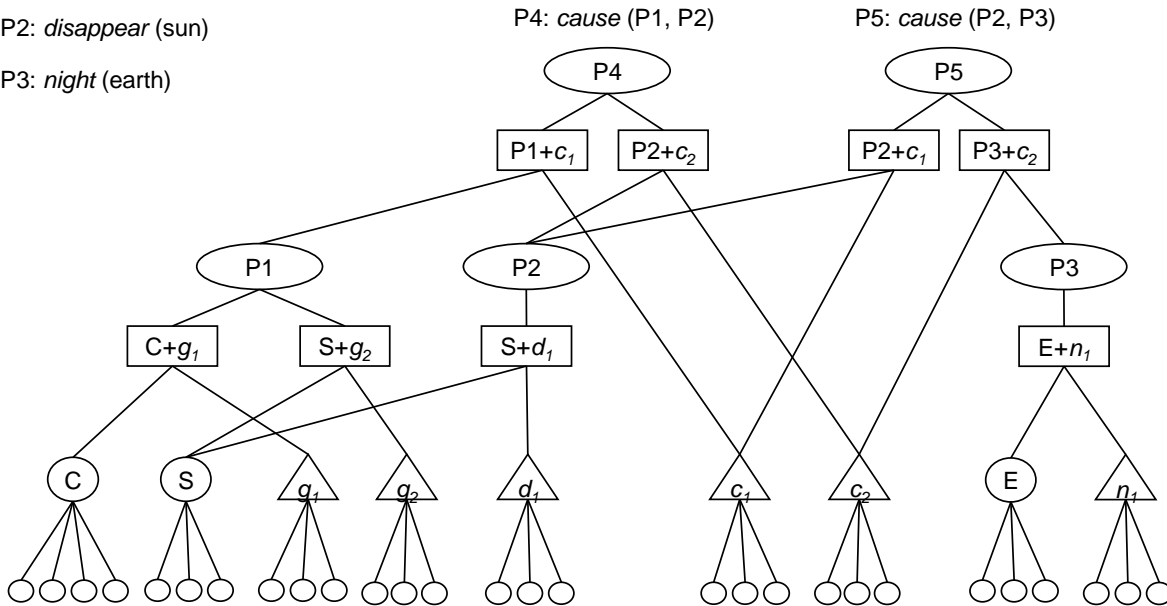 P2: disappear (sun)
P4: cause (P1, P2)
P5: cause (P2, P3)
P3: night (earth)
P4
P5
P1+c1
P2+c2
P2+c1
P3+c2
P1
P2
P3
C+g1
S+g2
S+d1
E+n1
C
S
g1
g2
d1
c1
c2
E
n1